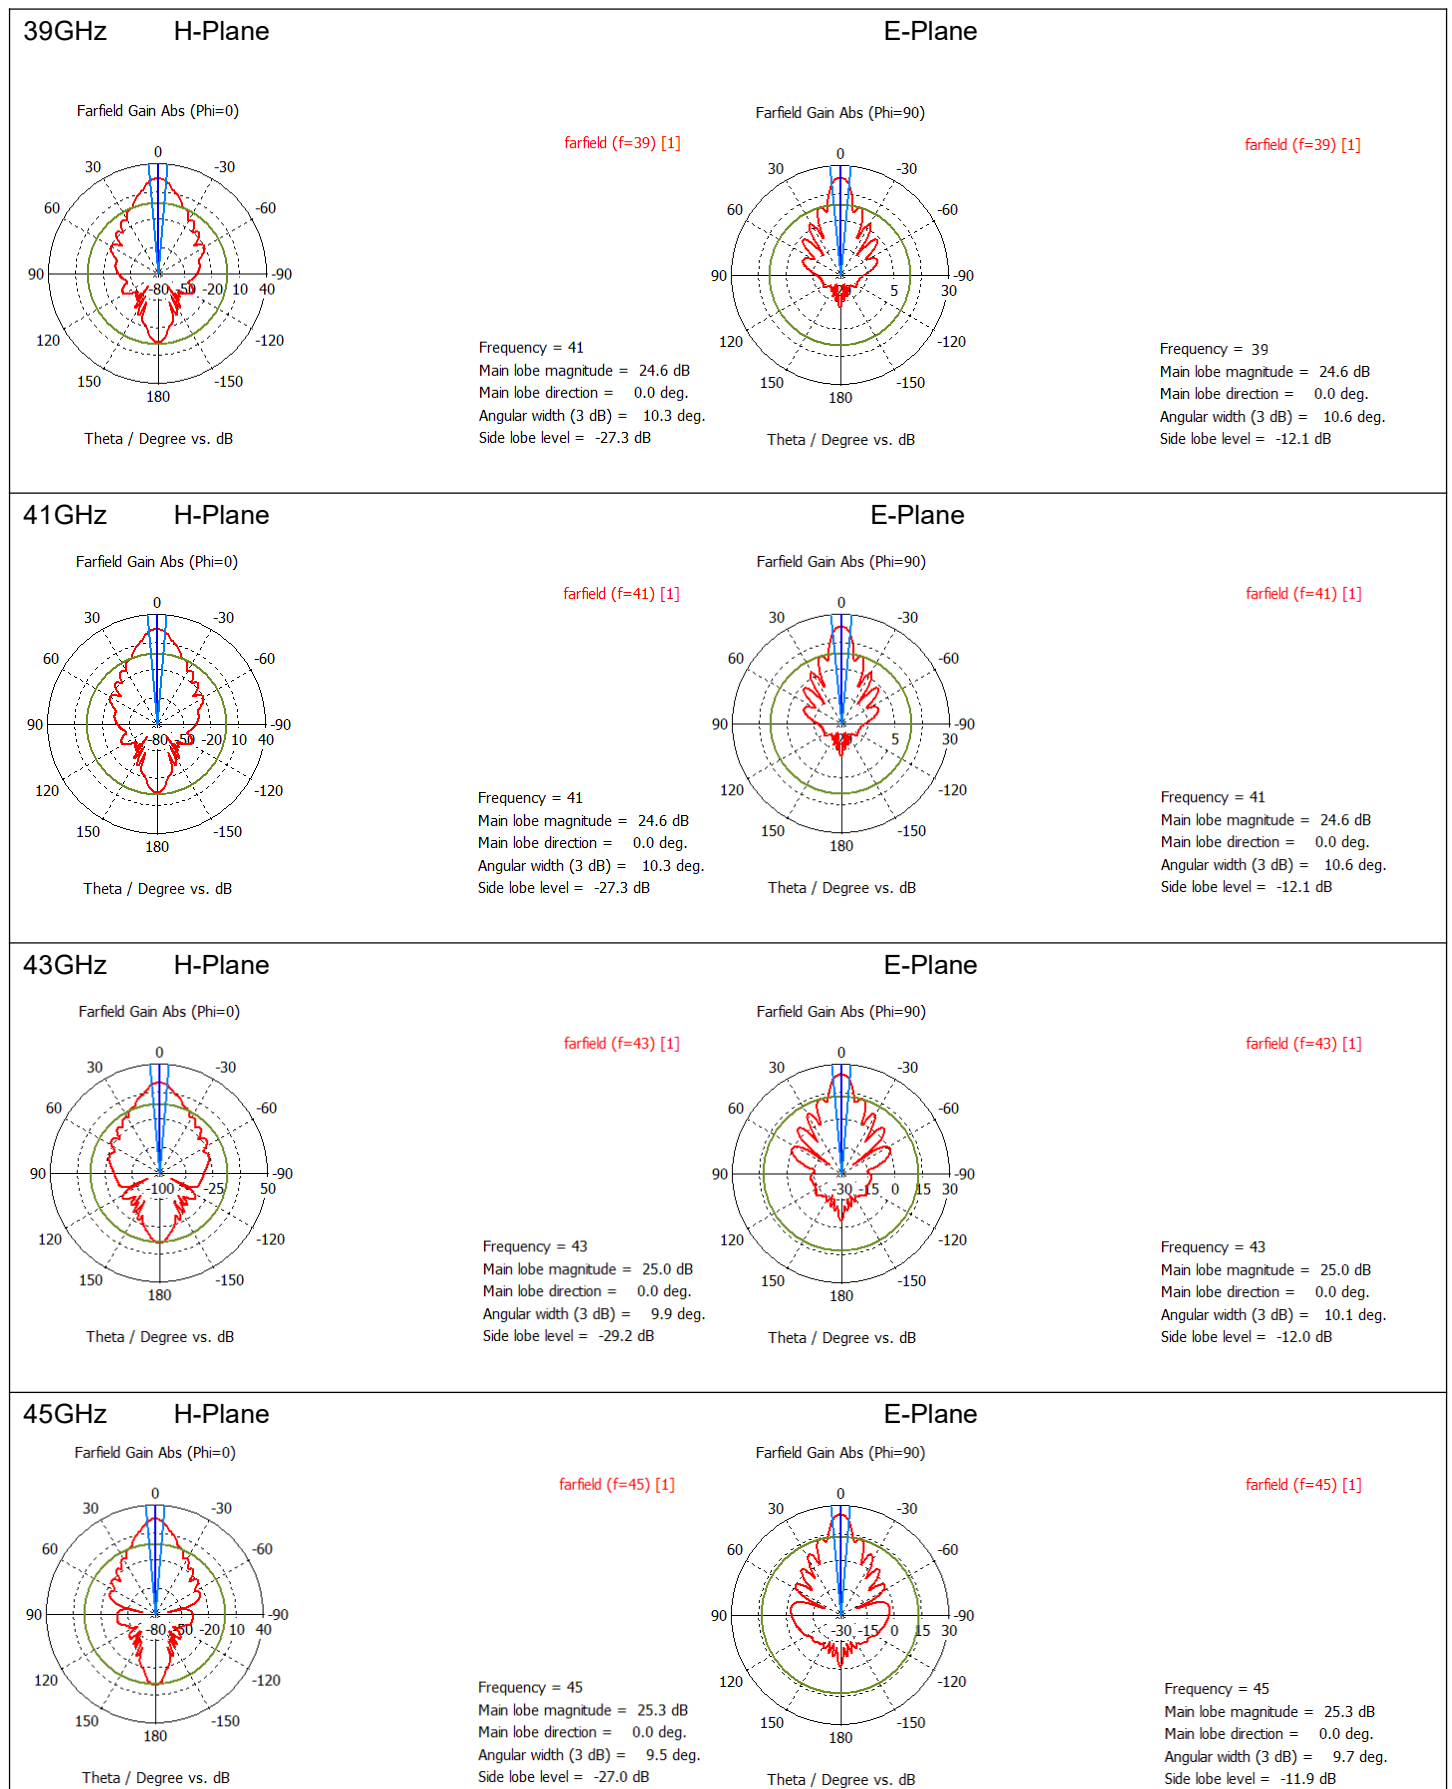 39GHz H-Plane E-Plane
Farfield Gain Abs (Phi=0)
farfield (f=39) [1]
0
30 -30
60 -60
90 -90
-80 -50 -20 10 40
120 -120
150 -150
180
Theta / Degree vs. dB
Frequency = 41
Main lobe magnitude = 24.6 dB
Main lobe direction = 0.0 deg.
Angular width (3 dB) = 10.3 deg.
Side lobe level = -27.3 dB
Farfield Gain Abs (Phi=90)
farfield (f=39) [1]
0
30 -30
60 -60
90 -90
5 30
120 -120
150 -150
180
Theta / Degree vs. dB
Frequency = 39
Main lobe magnitude = 24.6 dB
Main lobe direction = 0.0 deg.
Angular width (3 dB) = 10.6 deg.
Side lobe level = -12.1 dB
41GHz H-Plane E-Plane
Farfield Gain Abs (Phi=0)
farfield (f=41) [1]
0
30 -30
60 -60
90 -90
-80 -50 -20 10 40
120 -120
150 -150
180
Theta / Degree vs. dB
Frequency = 41
Main lobe magnitude = 24.6 dB
Main lobe direction = 0.0 deg.
Angular width (3 dB) = 10.3 deg.
Side lobe level = -27.3 dB
Farfield Gain Abs (Phi=90)
farfield (f=41) [1]
0
30 -30
60 -60
90 -90
5 30
120 -120
150 -150
180
Theta / Degree vs. dB
Frequency = 41
Main lobe magnitude = 24.6 dB
Main lobe direction = 0.0 deg.
Angular width (3 dB) = 10.6 deg.
Side lobe level = -12.1 dB
43GHz H-Plane E-Plane
Farfield Gain Abs (Phi=0)
farfield (f=43) [1]
0
30 -30
60 -60
90 -90
-100 -25 50
120 -120
150 -150
180
Theta / Degree vs. dB
Frequency = 43
Main lobe magnitude = 25.0 dB
Main lobe direction = 0.0 deg.
Angular width (3 dB) = 9.9 deg.
Side lobe level = -29.2 dB
Farfield Gain Abs (Phi=90)
farfield (f=43) [1]
0
30 -30
60 -60
90 -90
-30 -15 0 15 30
120 -120
150 -150
180
Theta / Degree vs. dB
Frequency = 43
Main lobe magnitude = 25.0 dB
Main lobe direction = 0.0 deg.
Angular width (3 dB) = 10.1 deg.
Side lobe level = -12.0 dB
45GHz H-Plane E-Plane
Farfield Gain Abs (Phi=0)
farfield (f=45) [1]
0
30 -30
60 -60
90 -90
-80 -50 -20 10 40
120 -120
150 -150
180
Theta / Degree vs. dB
Frequency = 45
Main lobe magnitude = 25.3 dB
Main lobe direction = 0.0 deg.
Angular width (3 dB) = 9.5 deg.
Side lobe level = -27.0 dB
Farfield Gain Abs (Phi=90)
farfield (f=45) [1]
0
30 -30
60 -60
90 -90
-30 -15 0 15 30
120 -120
150 -150
180
Theta / Degree vs. dB
Frequency = 45
Main lobe magnitude = 25.3 dB
Main lobe direction = 0.0 deg.
Angular width (3 dB) = 9.7 deg.
Side lobe level = -11.9 dB